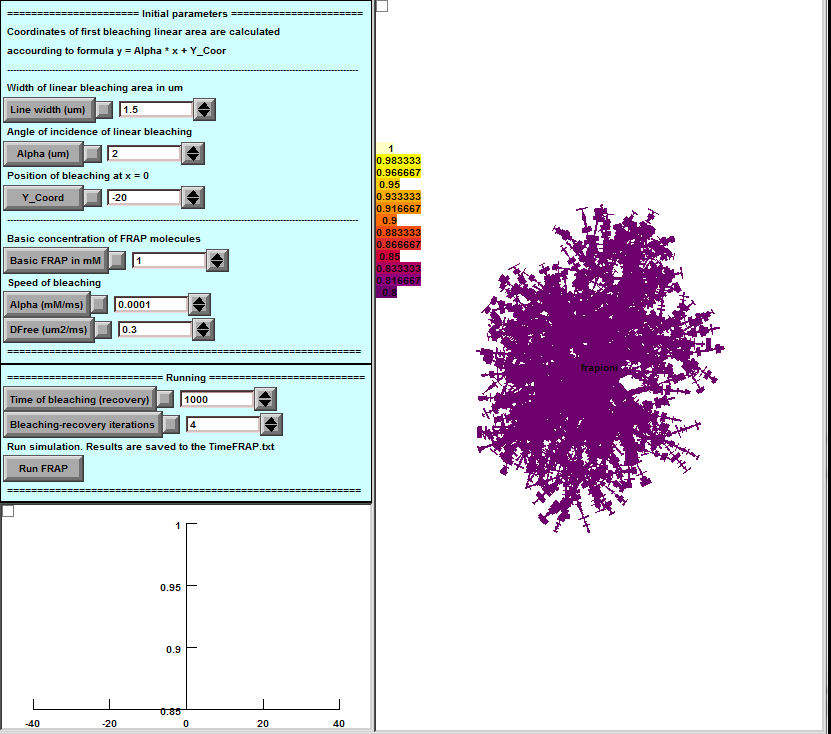 ====================== Initial parameters ======================
Coordinates of first bleaching linear area are calculated
accourding to formula y = Alpha * x + Y_Coor
--------------------------------------------------------------------------------
Width of linear bleaching area in um
Line width (um) 1.5
Angle of incidence of linear bleaching
Alpha (um) 2
Position of bleaching at x = 0
Y_Coord -20
--------------------------------------------------------------------------------
Basic concentration of FRAP molecules
Basic FRAP in mM 1
Speed of bleaching
Alpha (mM/ms) 0.0001
DFree (um2/ms) 0.3
===========================================================
========================== Running ==========================
Time of bleaching (recovery) 1000
Bleaching-recovery iterations 4
Run simulation. Results are saved to the TimeFRAP.txt
Run FRAP
===========================================================
1
0.95
0.9
0.85
-40 -20 0 20 40
1
0.983333
0.966667
0.95
0.933333
0.916667
0.9
0.883333
0.866667
0.85
0.833333
0.816667
0.8
frapioni